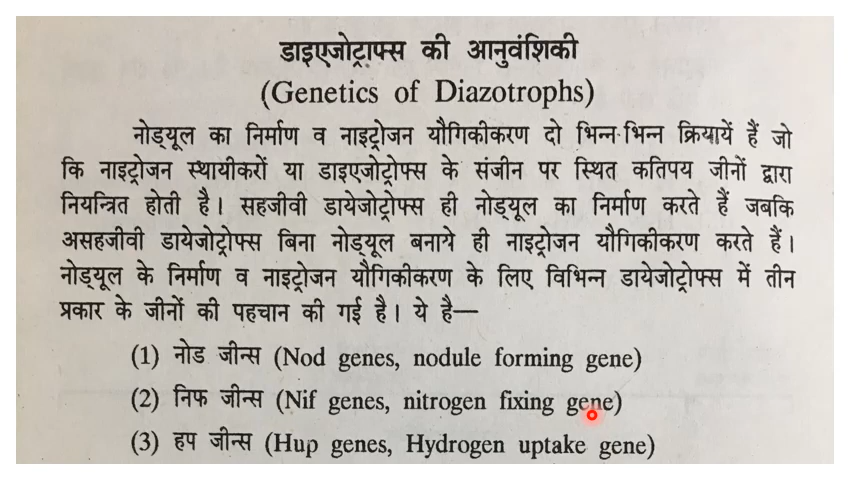 डाइएजोट्राफ्स की आनुवंशिकी
(Genetics of Diazotrophs)
नोड्यूल का निर्माण व नाइट्रोजन यौगिकीकरण दो भिन्न-भिन्न क्रियायें हैं जो
कि नाइट्रोजन स्थायीकरों या डाइएजोट्रोफ्स के संजीन पर स्थित कतिपय जीनों द्वारा
नियन्त्रित होती है। सहजीवी डायेजोट्रोफ्स ही नोड्यूल का निर्माण करते हैं जबकि
असहजीवी डायेजोट्रोफ्स बिना नोड्यूल बनाये ही नाइट्रोजन यौगिकीकरण करते हैं।
नोड्यूल के निर्माण व नाइट्रोजन यौगिकीकरण के लिए विभिन्न डायेजोट्रोफ्स में तीन
प्रकार के जीनों की पहचान की गई है। ये है—
(1) नोड जीन्स (Nod genes, nodule forming gene)
(2) निफ जीन्स (Nif genes, nitrogen fixing gene)
(3) हप जीन्स (Hup genes, Hydrogen uptake gene)